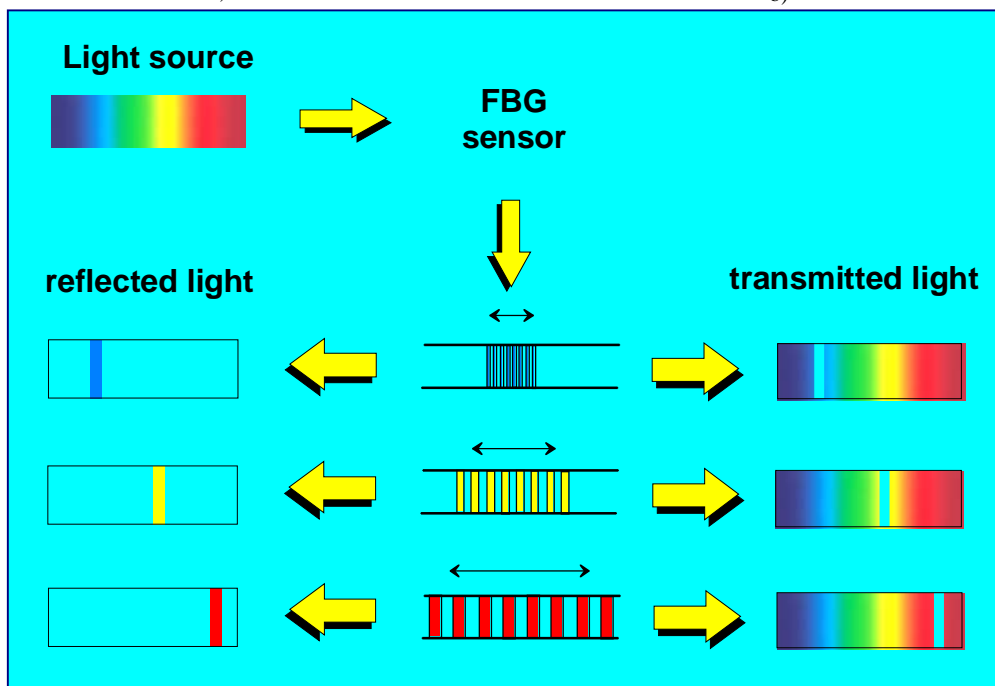 Light source
FBG
sensor
reflected light
transmitted light